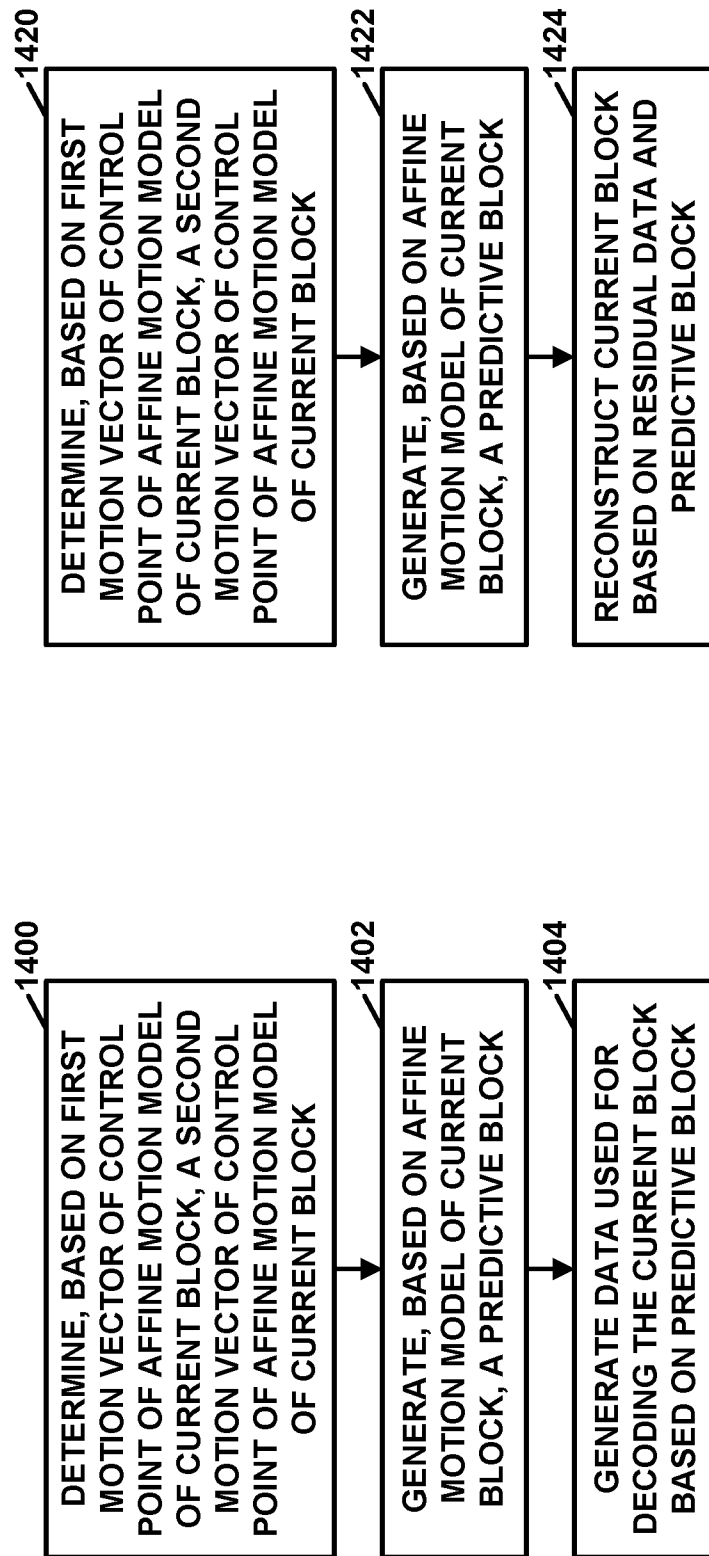 1400
DETERMINE, BASED ON FIRST
MOTION VECTOR OF CONTROL
POINT OF AFFINE MOTION MODEL
OF CURRENT BLOCK, A SECOND
MOTION VECTOR OF CONTROL
POINT OF AFFINE MOTION MODEL
OF CURRENT BLOCK
1402
GENERATE, BASED ON AFFINE
MOTION MODEL OF CURRENT
BLOCK, A PREDICTIVE BLOCK
1404
GENERATE DATA USED FOR
DECODING THE CURRENT BLOCK
BASED ON PREDICTIVE BLOCK
1420
DETERMINE, BASED ON FIRST
MOTION VECTOR OF CONTROL
POINT OF AFFINE MOTION MODEL
OF CURRENT BLOCK, A SECOND
MOTION VECTOR OF CONTROL
POINT OF AFFINE MOTION MODEL
OF CURRENT BLOCK
1422
GENERATE, BASED ON AFFINE
MOTION MODEL OF CURRENT
BLOCK, A PREDICTIVE BLOCK
1424
RECONSTRUCT CURRENT BLOCK
BASED ON RESIDUAL DATA AND
PREDICTIVE BLOCK